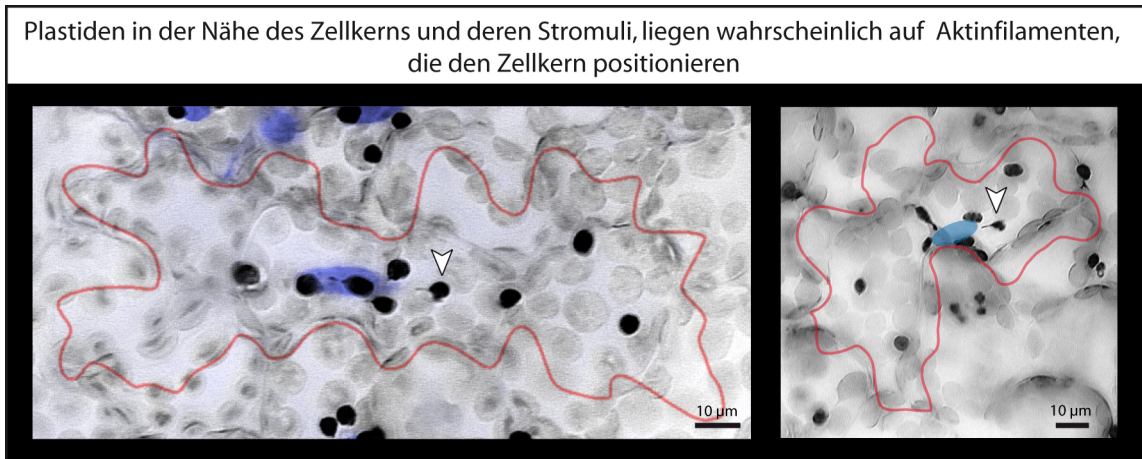 Plastiden in der Nähe des Zellkerns und deren Stromuli, liegen wahrscheinlich auf Aktinfilamenten,
die den Zellkern positionieren
10 µm
10 µm